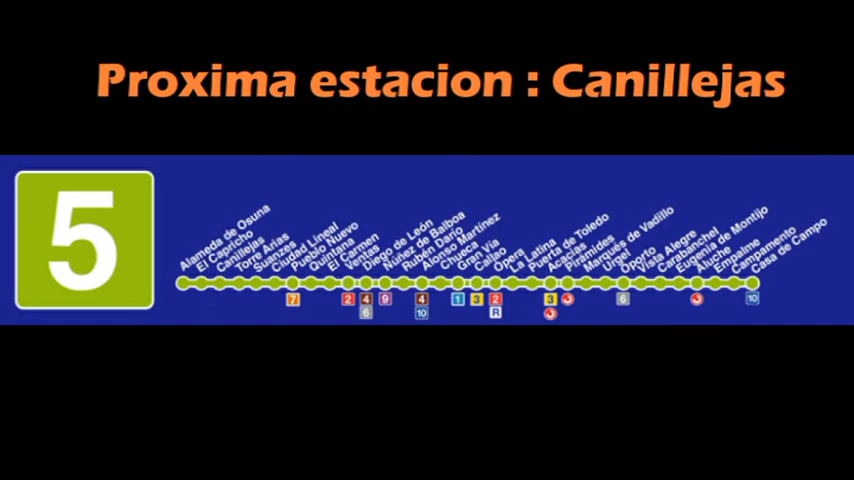 Proxima estacion : Canillejas
5
Alameda de Osuna
El Capricho
Canillejas
Torre Arias
Suanzes
Ciudad Lineal
Pueblo Nuevo
Quintana
El Carmen
Ventas
Diego de León
Núñez de Balboa
Rubén Darío
Alonso Martínez
Chueca
Gran Vía
Callao
Ópera
La Latina
Puerta de Toledo
Acacias
Pirámides
Marqués de Vadillo
Urgel
Oporto
Vista Alegre
Carabanchel
Eugenia de Montijo
Aluche
Empalme
Campamento
Casa de Campo
7 2 4 9 4 1 3 2 3 6 10
6 10 R